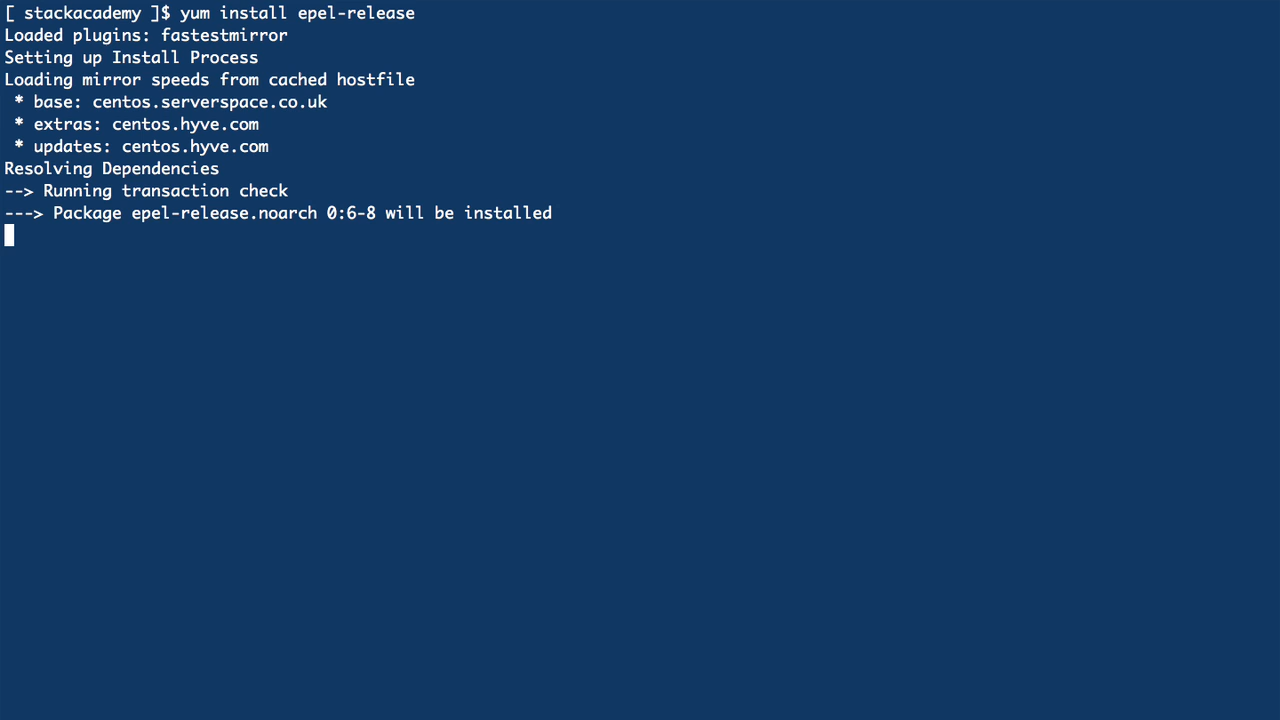 [ stackacademy ]$ yum install epel-release
Loaded plugins: fastestmirror
Setting up Install Process
Loading mirror speeds from cached hostfile
 * base: centos.serverspace.co.uk
 * extras: centos.hyve.com
 * updates: centos.hyve.com
Resolving Dependencies
--> Running transaction check
---> Package epel-release.noarch 0:6-8 will be installed